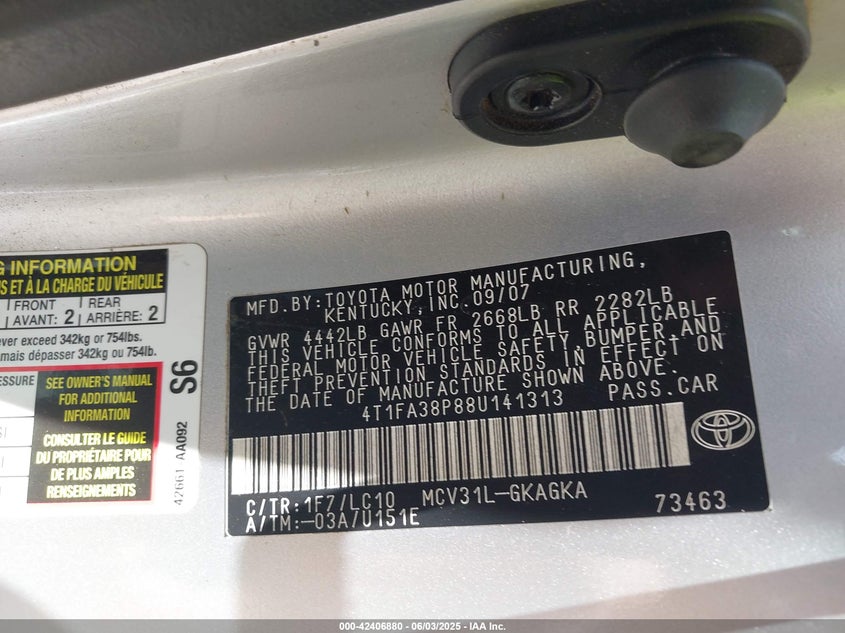 G INFORMATION
S ET À LA CHARGE DU VÉHICULE
FRONT REAR
AVANT: 2 ARRIÈRE: 2
ever exceed 342kg or 754lbs.
mais dépasser 342kg ou 754lb.
ESSURE
SEE OWNER'S MANUAL
FOR ADDITIONAL
INFORMATION
CONSULTER LE GUIDE
DU PROPRIÉTAIRE POUR
DE PLUS AMPLES
RENSEIGNEMENTS
S6
42661 AA092
MFD.BY:TOYOTA MOTOR MANUFACTURING,
KENTUCKY,INC.09/07
GVWR 4442LB GAWR FR 2668LB RR 2282LB
THIS VEHICLE CONFORMS TO ALL APPLICABLE
FEDERAL MOTOR VEHICLE SAFETY,BUMPER,AND
THEFT PREVENTION STANDARDS IN EFFECT ON
THE DATE OF MANUFACTURE SHOWN ABOVE.
4T1FA38P88U141313 PASS.CAR
C/TR:1F7/LC10 MCV31L-GKAGKA
A/TM:-03A/U151E 73463
000-42406880 - 06/03/2025 - IAA Inc.